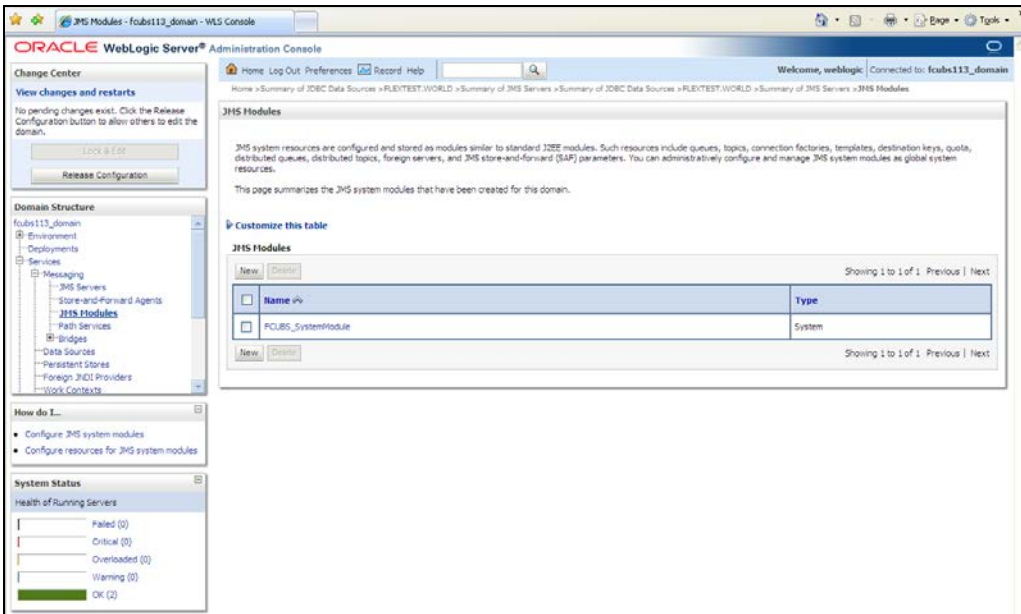 JMS Modules - fcubs113_domain - WLS Console
Page
Tools
ORACLE WebLogic Server® Administration Console
Change Center
View changes and restarts
No pending changes exist. Click the Release
Configuration button to allow others to edit the
domain.
Lock & Edit
Release Configuration
Domain Structure
fcubs113_domain
Environment
Deployments
Services
Messaging
JMS Servers
Store-and-Forward Agents
JMS Modules
Path Services
Bridges
Data Sources
Persistent Stores
Foreign JNDI Providers
Work Contexts
How do I...
Configure JMS system modules
Configure resources for JMS system modules
System Status
Health of Running Servers
Failed (0)
Critical (0)
Overloaded (0)
Warning (0)
OK (2)
Home Log Out Preferences Record Help
Welcome, weblogic Connected to: fcubs113_domain
Home >Summary of JDBC Data Sources >FLEXTEST.WORLD >Summary of JMS Servers >Summary of JDBC Data Sources >FLEXTEST.WORLD >Summary of JMS Servers >JMS Modules
JMS Modules
JMS system resources are configured and stored as modules similar to standard J2EE modules. Such resources include queues, topics, connection factories, templates, destination keys, quota,
distributed queues, distributed topics, foreign servers, and JMS store-and-forward (SAF) parameters. You can administratively configure and manage JMS system modules as global system
resources.
This page summarizes the JMS system modules that have been created for this domain.
Customize this table
JMS Modules
New Delete Showing 1 to 1 of 1 Previous | Next
Name Type
FCUBS_SystemModule System
New Delete Showing 1 to 1 of 1 Previous | Next